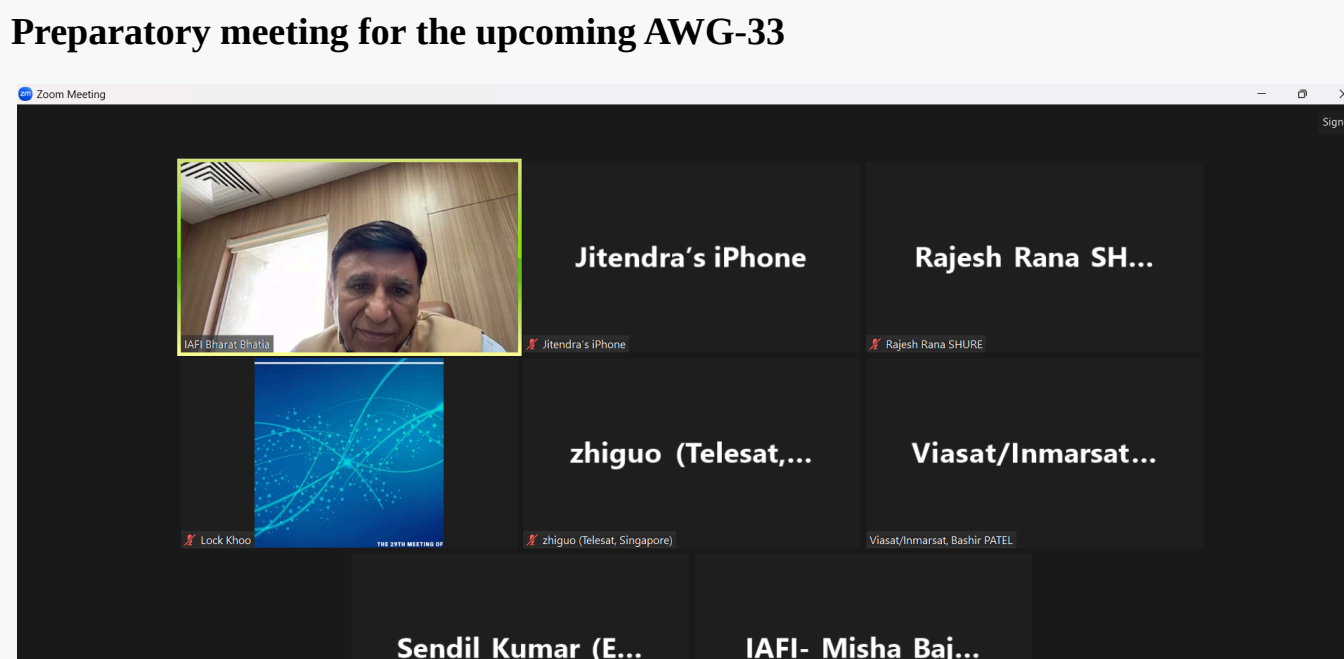 Preparatory meeting for the upcoming AWG-33
zm Zoom Meeting
Sign
Jitendra's iPhone
Rajesh Rana SH...
IAFI Bharat Bhatia
Jitendra's iPhone
Rajesh Rana SHURE
zhiguo (Telesat,...
Viasat/Inmarsat...
THE 29TH MEETING OF
Lock Khoo
zhiguo (Telesat, Singapore)
Viasat/Inmarsat, Bashir PATEL
Sendil Kumar (E...
IAFI- Misha Baj...